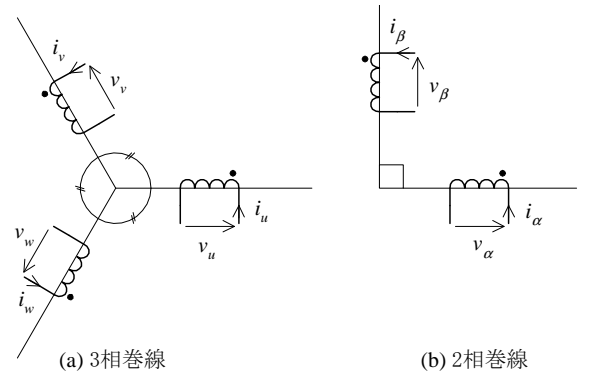 i_v
v_v
v_w
i_w
i_u
v_u
(a) 3相巻線
i_β
v_β
i_α
v_α
(b) 2相巻線